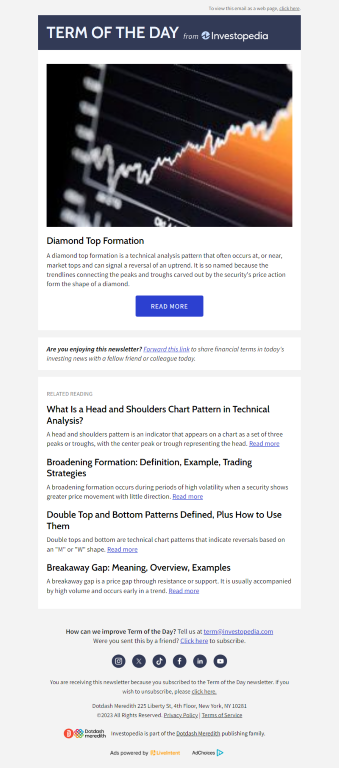 To view this email as a web page, click here.
TERM OF THE DAY from Investopedia
Diamond Top Formation
A diamond top formation is a technical analysis pattern that often occurs at, or near,
market tops and can signal a reversal of an uptrend. It is so named because the
trendlines connecting the peaks and troughs carved out by the security's price action
form the shape of a diamond.
READ MORE
Are you enjoying this newsletter? Forward this link to share financial terms in today's
investing news with a fellow friend or colleague today.
RELATED READING
What Is a Head and Shoulders Chart Pattern in Technical
Analysis?
A head and shoulders pattern is an indicator that appears on a chart as a set of three
peaks or troughs, with the center peak or trough representing the head. Read more
Broadening Formation: Definition, Example, Trading
Strategies
A broadening formation occurs during periods of high volatility when a security shows
greater price movement with little direction. Read more
Double Top and Bottom Patterns Defined, Plus How to Use
Them
Double tops and bottom are technical chart patterns that indicate reversals based on
an "M" or "W" shape. Read more
Breakaway Gap: Meaning, Overview, Examples
A breakaway gap is a price gap through resistance or support. It is usually accompanied
by high volume and occurs early in a trend. Read more
How can we improve Term of the Day? Tell us at term@investopedia.com
Were you sent this by a friend? Click here to subscribe.
You are receiving this newsletter because you subscribed to the Term of the Day newsletter. If you
wish to unsubscribe, please click here.
Dotdash Meredith 225 Liberty St, 4th Floor, New York, NY 10281
©2023 All Rights Reserved. Privacy Policy | Terms of Service
Dotdash
meredith
Investopedia is part of the Dotdash Meredith publishing family.
Ads powered by LiveIntent AdChoices